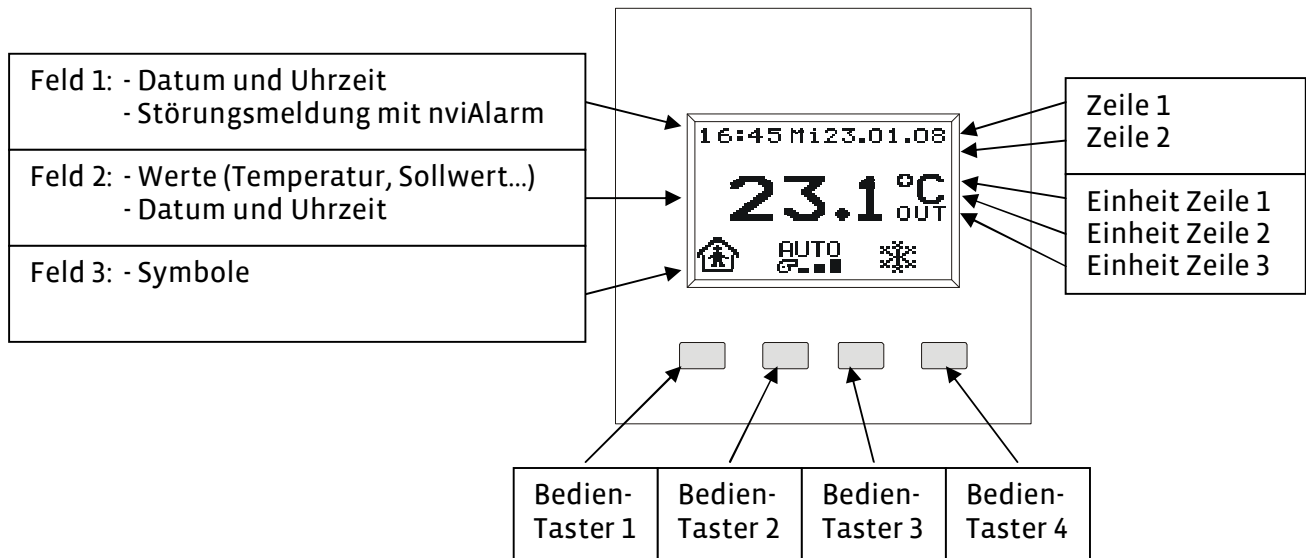 Feld 1: - Datum und Uhrzeit
- Störungsmeldung mit nviAlarm
Feld 2: - Werte (Temperatur, Sollwert...)
- Datum und Uhrzeit
Feld 3: - Symbole
16:45 Mi23.01.08
23.1 °C
OUT
AUTO
Zeile 1
Zeile 2
Einheit Zeile 1
Einheit Zeile 2
Einheit Zeile 3
Bedien-
Taster 1
Bedien-
Taster 2
Bedien-
Taster 3
Bedien-
Taster 4